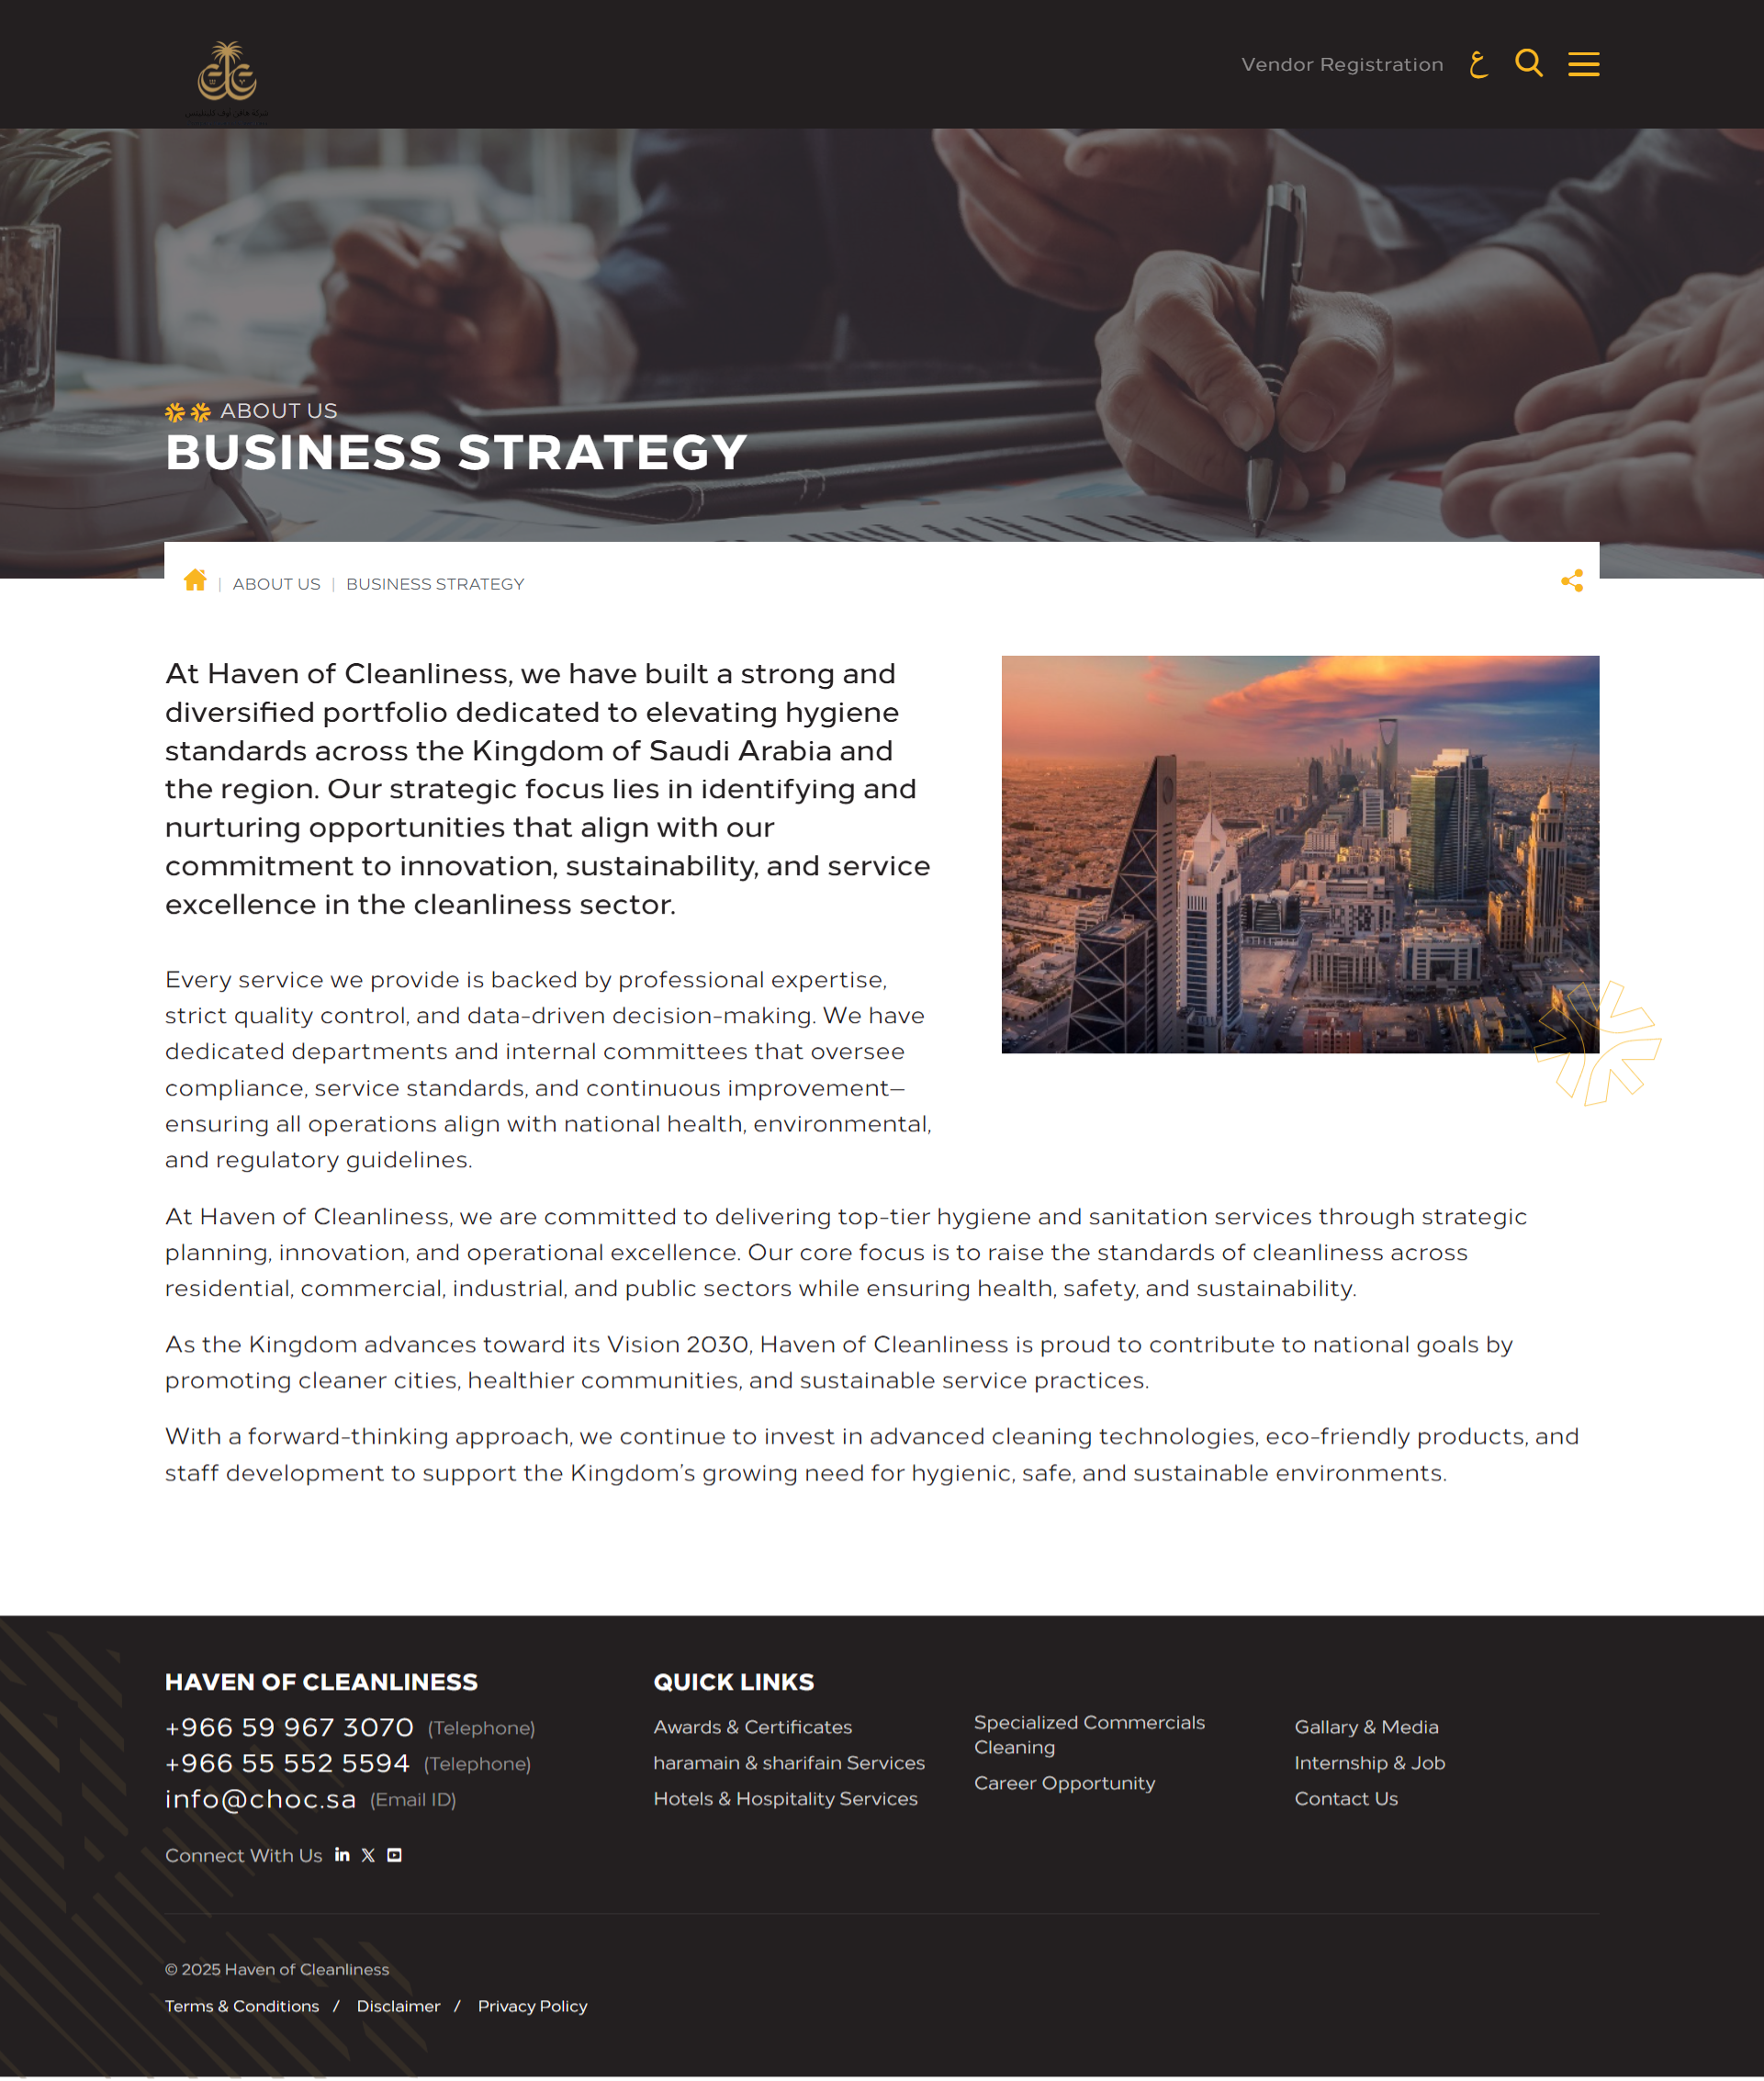 Vendor Registration ع
ABOUT US
BUSINESS STRATEGY
ABOUT US | BUSINESS STRATEGY
At Haven of Cleanliness, we have built a strong and
diversified portfolio dedicated to elevating hygiene
standards across the Kingdom of Saudi Arabia and
the region. Our strategic focus lies in identifying and
nurturing opportunities that align with our
commitment to innovation, sustainability, and service
excellence in the cleanliness sector.
Every service we provide is backed by professional expertise,
strict quality control, and data-driven decision-making. We have
dedicated departments and internal committees that oversee
compliance, service standards, and continuous improvement—
ensuring all operations align with national health, environmental,
and regulatory guidelines.
At Haven of Cleanliness, we are committed to delivering top-tier hygiene and sanitation services through strategic
planning, innovation, and operational excellence. Our core focus is to raise the standards of cleanliness across
residential, commercial, industrial, and public sectors while ensuring health, safety, and sustainability.
As the Kingdom advances toward its Vision 2030, Haven of Cleanliness is proud to contribute to national goals by
promoting cleaner cities, healthier communities, and sustainable service practices.
With a forward-thinking approach, we continue to invest in advanced cleaning technologies, eco-friendly products, and
staff development to support the Kingdom’s growing need for hygienic, safe, and sustainable environments.
HAVEN OF CLEANLINESS
+966 59 967 3070 (Telephone)
+966 55 552 5594 (Telephone)
info@choc.sa (Email ID)
Connect With Us
QUICK LINKS
Awards & Certificates
haramain & sharifain Services
Hotels & Hospitality Services
Specialized Commercials
Cleaning
Career Opportunity
Gallary & Media
Internship & Job
Contact Us
© 2025 Haven of Cleanliness
Terms & Conditions / Disclaimer / Privacy Policy